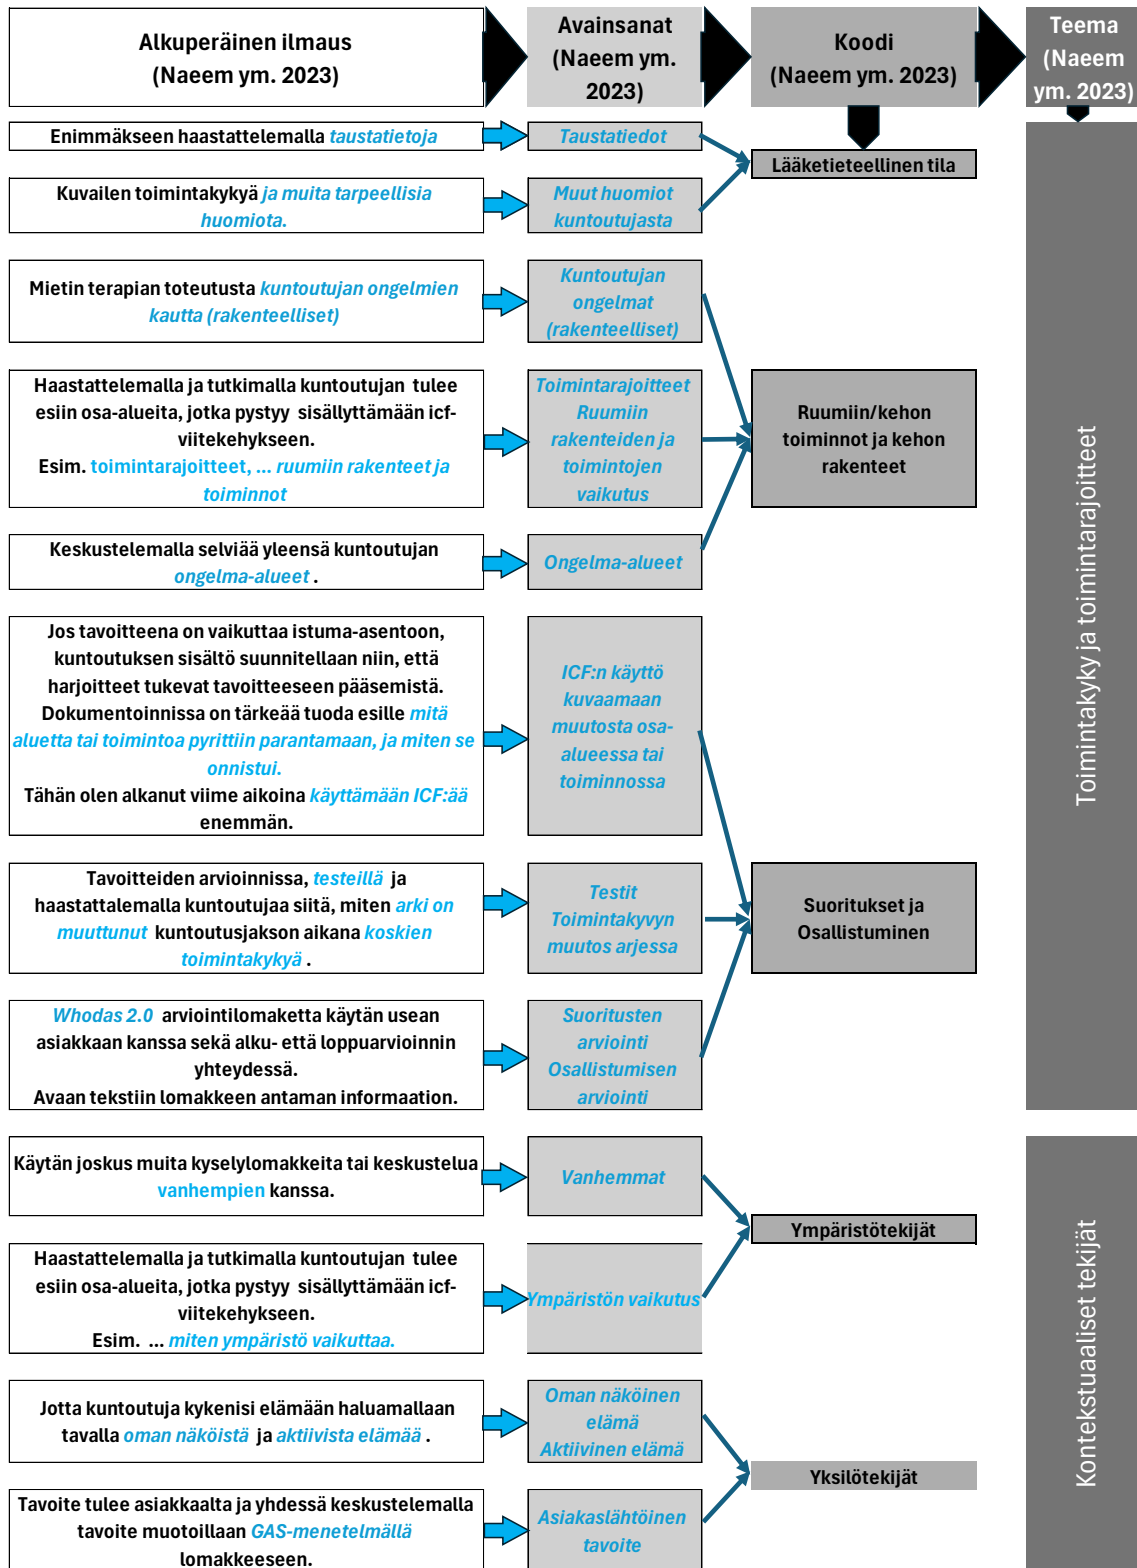 Alkuperäinen ilmaus
(Naeem ym. 2023)
Avainsanat
(Naeem ym.
2023)
Koodi
(Naeem ym. 2023)
Teema
(Naeem
ym. 2023)
Enimmäkseen haastattelemalla taustatietoja
Taustatiedot
Lääketieteellinen tila
Kuvailen toimintakykyä ja muita tarpeellisia
huomiota.
Muut huomiot
kuntoutujasta
Mietin terapian toteutusta kuntoutujan ongelmien
kautta (rakenteelliset)
Kuntoutujan
ongelmat
(rakenteelliset)
Haastattelemalla ja tutkimalla kuntoutujan tulee
esiin osa-alueita, jotka pystyy sisällyttämään icf-
viitekehykseen.
Esim. toimintarajoitteet, ... ruumiin rakenteet ja
toiminnot
Toimintarajoitteet
Ruumiin
rakenteiden ja
toimintojen
vaikutus
Ruumiin/kehon
toiminnot ja kehon
rakenteet
Keskustelemalla selviää yleensä kuntoutujan
ongelma-alueet .
Ongelma-alueet
Jos tavoitteena on vaikuttaa istuma-asentoon,
kuntoutuksen sisältö suunnitellaan niin, että
harjoitteet tukevat tavoitteeseen pääsemistä.
Dokumentoinnissa on tärkeää tuoda esille mitä
aluetta tai toimintoa pyrittiin parantamaan, ja miten se
onnistui.
Tähän olen alkanut viime aikoina käyttämään ICF:ää
enemmän.
ICF:n käyttö
kuvaamaan
muutosta osa-
alueessa tai
toiminnossa
Tavoitteiden arvioinnissa, testeillä ja
haastattalemalla kuntoutujaa siitä, miten arki on
muuttunut kuntoutusjakson aikana koskien
toimintakykyä .
Testit
Toimintakyvyn
muutos arjessa
Suoritukset ja
Osallistuminen
Whodas 2.0 arviointilomaketta käytän usean
asiakkaan kanssa sekä alku- että loppuarvioinnin
yhteydessä.
Avaan tekstiin lomakkeen antaman informaation.
Suoritusten
arviointi
Osallistumisen
arviointi
Toimintakyky ja toimintarajoitteet
Käytän joskus muita kyselylomakkeita tai keskustelua
vanhempien kanssa.
Vanhemmat
Ympäristötekijät
Haastattelemalla ja tutkimalla kuntoutujan tulee
esiin osa-alueita, jotka pystyy sisällyttämään icf-
viitekehykseen.
Esim. ... miten ympäristö vaikuttaa.
Ympäristön vaikutus
Jotta kuntoutuja kykenisi elämään haluamallaan
tavalla oman näköistä ja aktiivista elämää .
Oman näköinen
elämä
Aktiivinen elämä
Yksilötekijät
Tavoite tulee asiakkaalta ja yhdessä keskustelemalla
tavoite muotoillaan GAS-menetelmällä
lomakkeeseen.
Asiakaslähtöinen
tavoite
Kontekstuaaliset tekijät